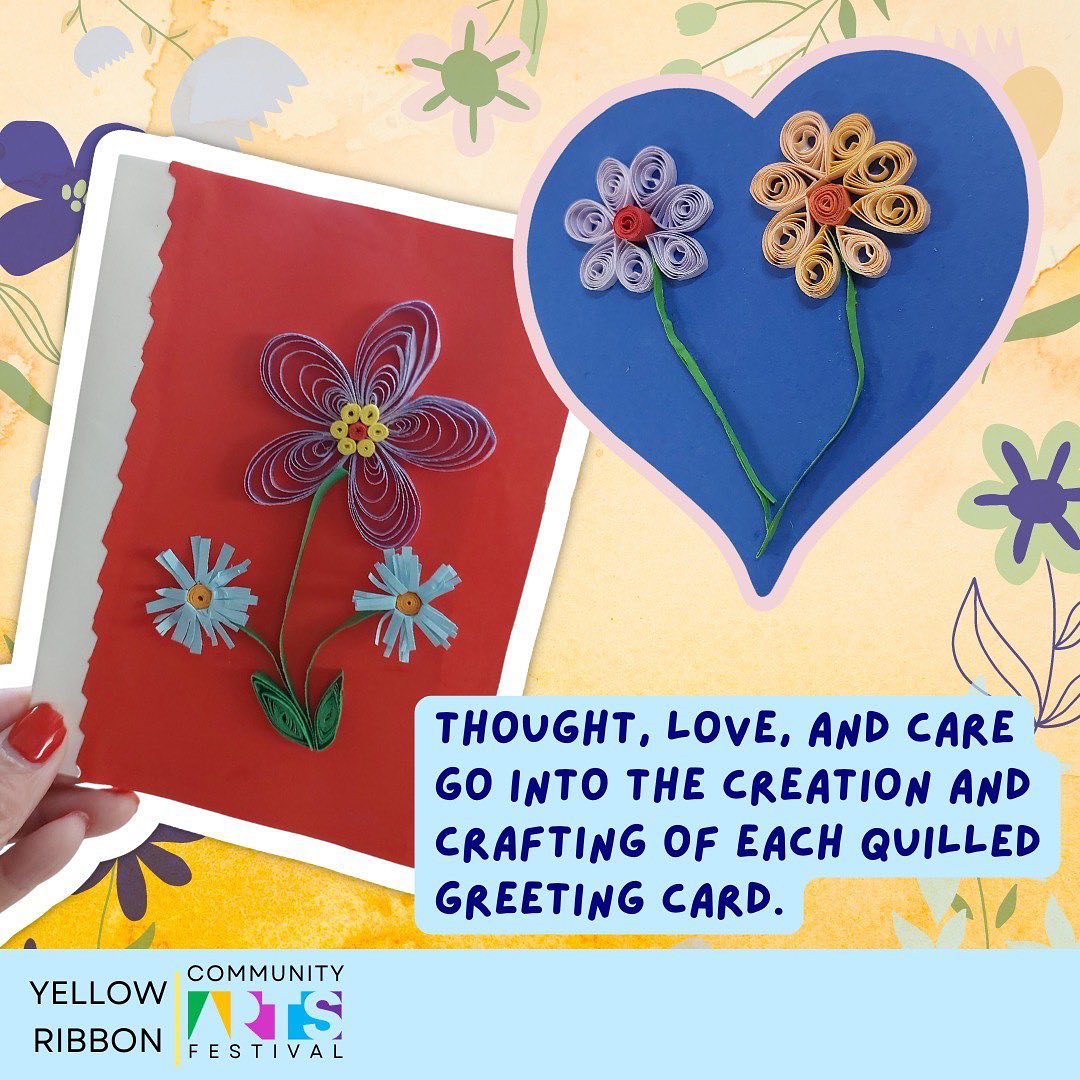 THOUGHT, LOVE, AND CARE
GO INTO THE CREATION AND
CRAFTING OF EACH QUILLED
GREETING CARD.
YELLOW
RIBBON
COMMUNITY
ARTS
FESTIVAL